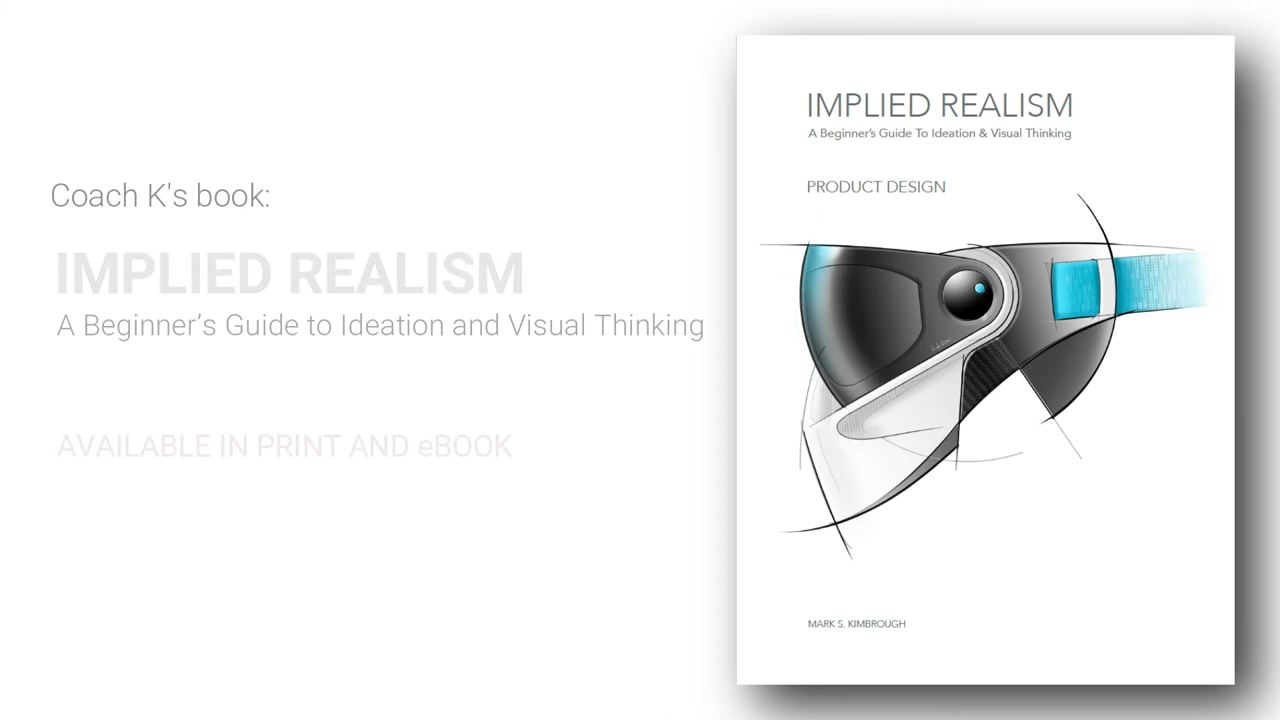 Coach K's book:
IMPLIED REALISM
A Beginner’s Guide to Ideation and Visual Thinking
AVAILABLE IN PRINT AND eBOOK
IMPLIED REALISM
A Beginner’s Guide To Ideation & Visual Thinking
PRODUCT DESIGN
MARK S. KIMBROUGH